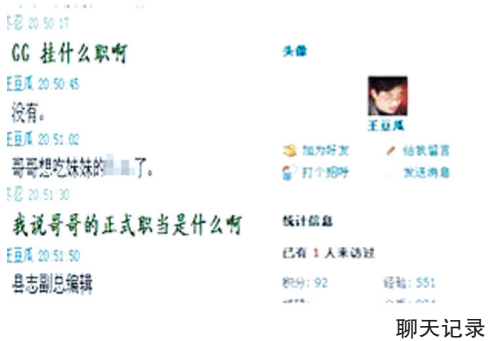 20:50:17
GG 挂什么职啊
王豆瓜 20:50:45
没有。
王豆瓜 20:51:02
哥哥想吃妹妹的 了。
20:51:30
我说哥哥的正式职当是什么啊
王豆瓜 20:51:50
县志副总编辑
头像
王豆瓜
加为好友 给我留言
打个招呼 发送消息
统计信息
已有 1 人来访过
积分: 92 经验: 551
聊天记录